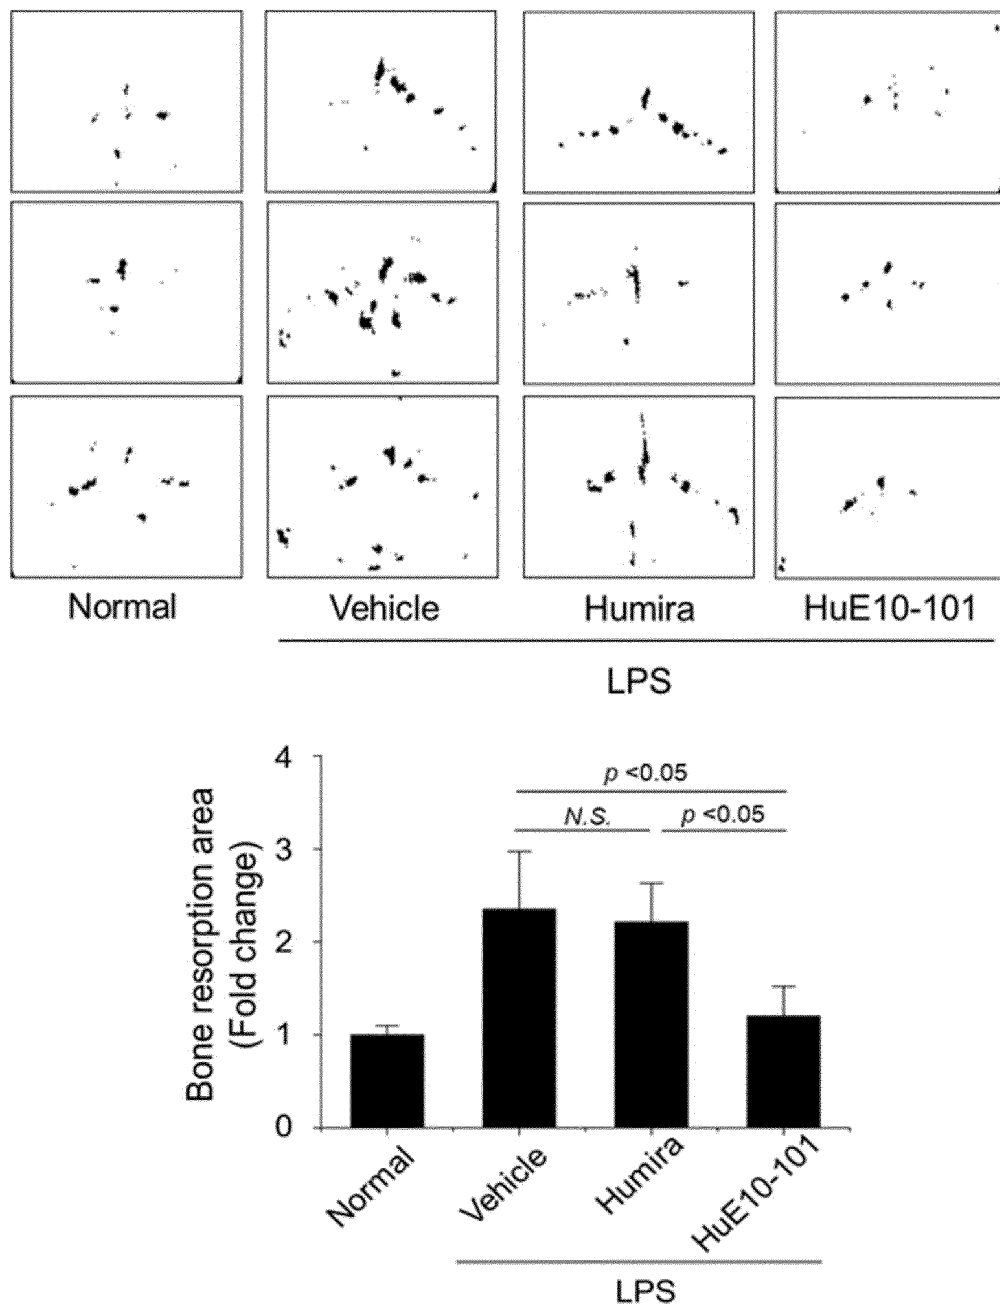 Normal Vehicle Humira HuE10-101
LPS
4
p <0.05
N.S. p <0.05
3
2
1
0
Bone resorption area
(Fold change)
Normal Vehicle Humira HuE10-101
LPS